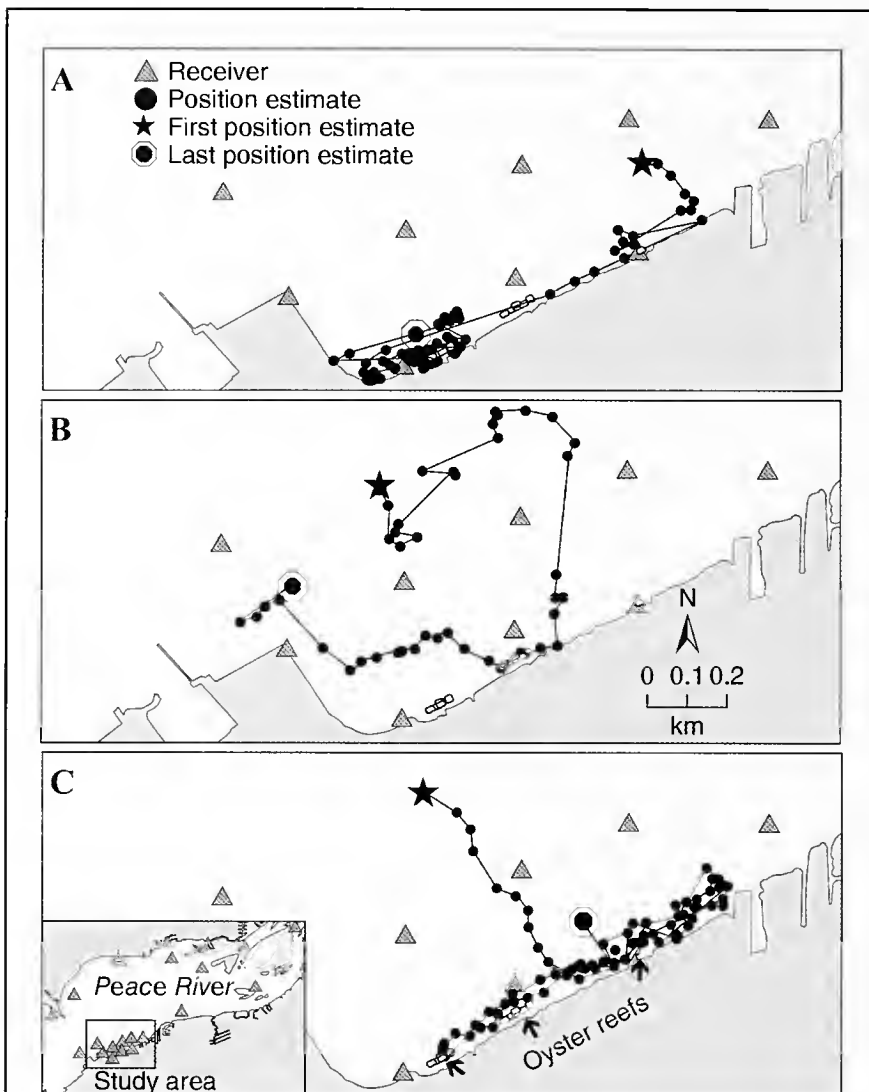 A
Receiver
Position estimate
First position estimate
Last position estimate
B
N
0 0.1 0.2
km
C
Peace River
Oyster reefs
Study area